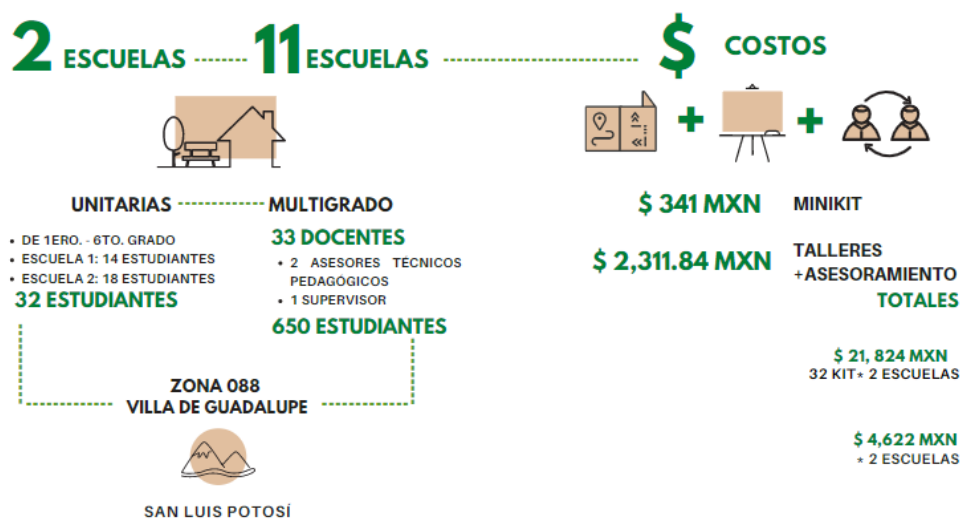 2 ESCUELAS
11 ESCUELAS
$ COSTOS
+ +
UNITARIAS
MULTIGRADO
• DE 1ERO. - 6TO. GRADO
• ESCUELA 1: 14 ESTUDIANTES
• ESCUELA 2: 18 ESTUDIANTES
32 ESTUDIANTES
33 DOCENTES
• 2 ASESORES TÉCNICOS
PEDAGÓGICOS
• 1 SUPERVISOR
650 ESTUDIANTES
ZONA 088
VILLA DE GUADALUPE
SAN LUIS POTOSÍ
$ 341 MXN MINIKIT
$ 2,311.84 MXN TALLERES
+ASESORAMIENTO
TOTALES
$ 21, 824 MXN
32 KIT* 2 ESCUELAS
$ 4,622 MXN
* 2 ESCUELAS